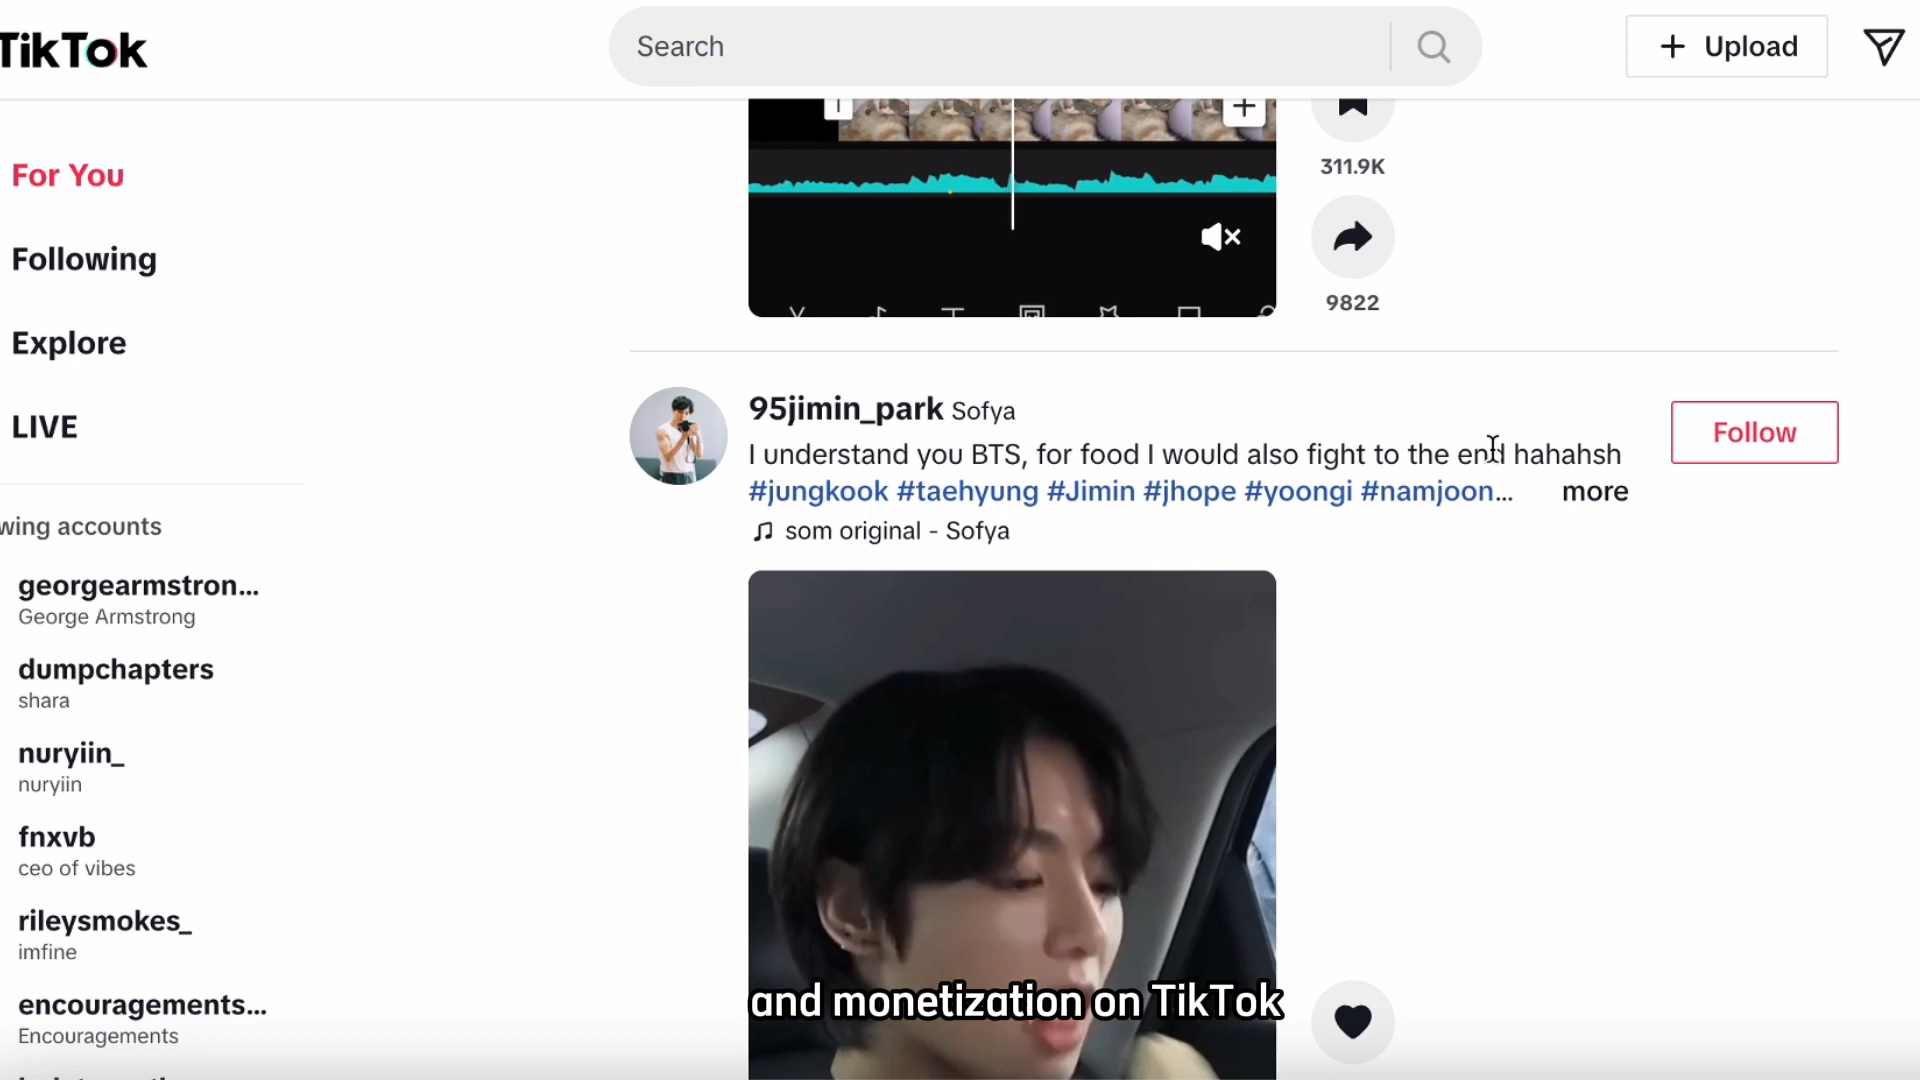 TikTok
Search
Upload
For You
Following
Explore
LIVE
wing accounts
georgearmstron...
George Armstrong
dumpchapters
shara
nuryiin_
nuryiin
fnxvb
ceo of vibes
rileysmokes_
imfine
encouragements...
Encouragements
311.9K
9822
95jimin_park Sofya
I understand you BTS, for food I would also fight to the end hahahsh
#jungkook #taehyung #Jimin #jhope #yoongi #namjoon... more
som original - Sofya
Follow
and monetization on TikTok